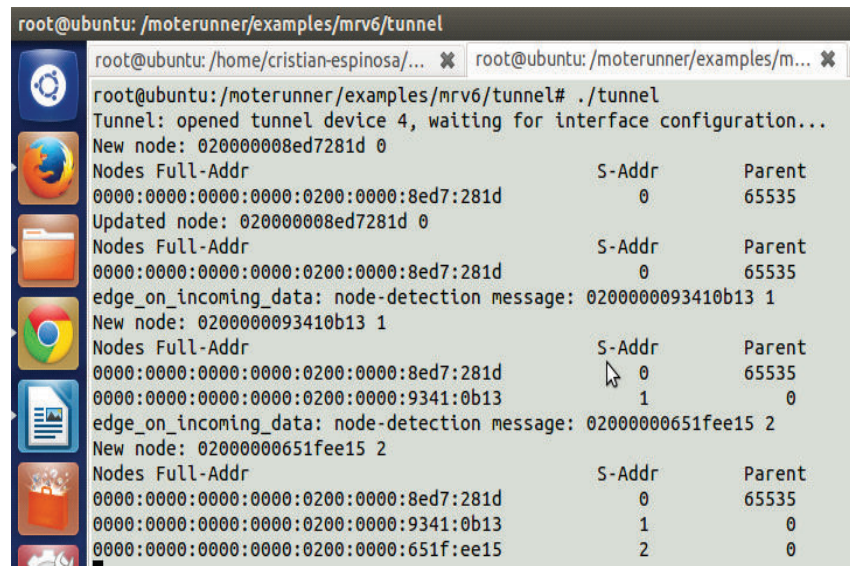 root@ubuntu: /moterunner/examples/mrv6/tunnel
root@ubuntu: /home/cristian-espinosa/... ✖ root@ubuntu: /moterunner/examples/m... ✖
root@ubuntu:/moterunner/examples/mrv6/tunnel# ./tunnel
Tunnel: opened tunnel device 4, waiting for interface configuration...
New node: 020000008ed7281d 0
Nodes Full-Addr S-Addr Parent
0000:0000:0000:0000:0200:0000:8ed7:281d 0 65535
Updated node: 020000008ed7281d 0
Nodes Full-Addr S-Addr Parent
0000:0000:0000:0000:0200:0000:8ed7:281d 0 65535
edge_on_incoming_data: node-detection message: 0200000093410b13 1
New node: 0200000093410b13 1
Nodes Full-Addr S-Addr Parent
0000:0000:0000:0000:0200:0000:8ed7:281d 0 65535
0000:0000:0000:0000:0200:0000:9341:0b13 1 0
edge_on_incoming_data: node-detection message: 02000000651fee15 2
New node: 02000000651fee15 2
Nodes Full-Addr S-Addr Parent
0000:0000:0000:0000:0200:0000:8ed7:281d 0 65535
0000:0000:0000:0000:0200:0000:9341:0b13 1 0
0000:0000:0000:0000:0200:0000:651f:ee15 2 0